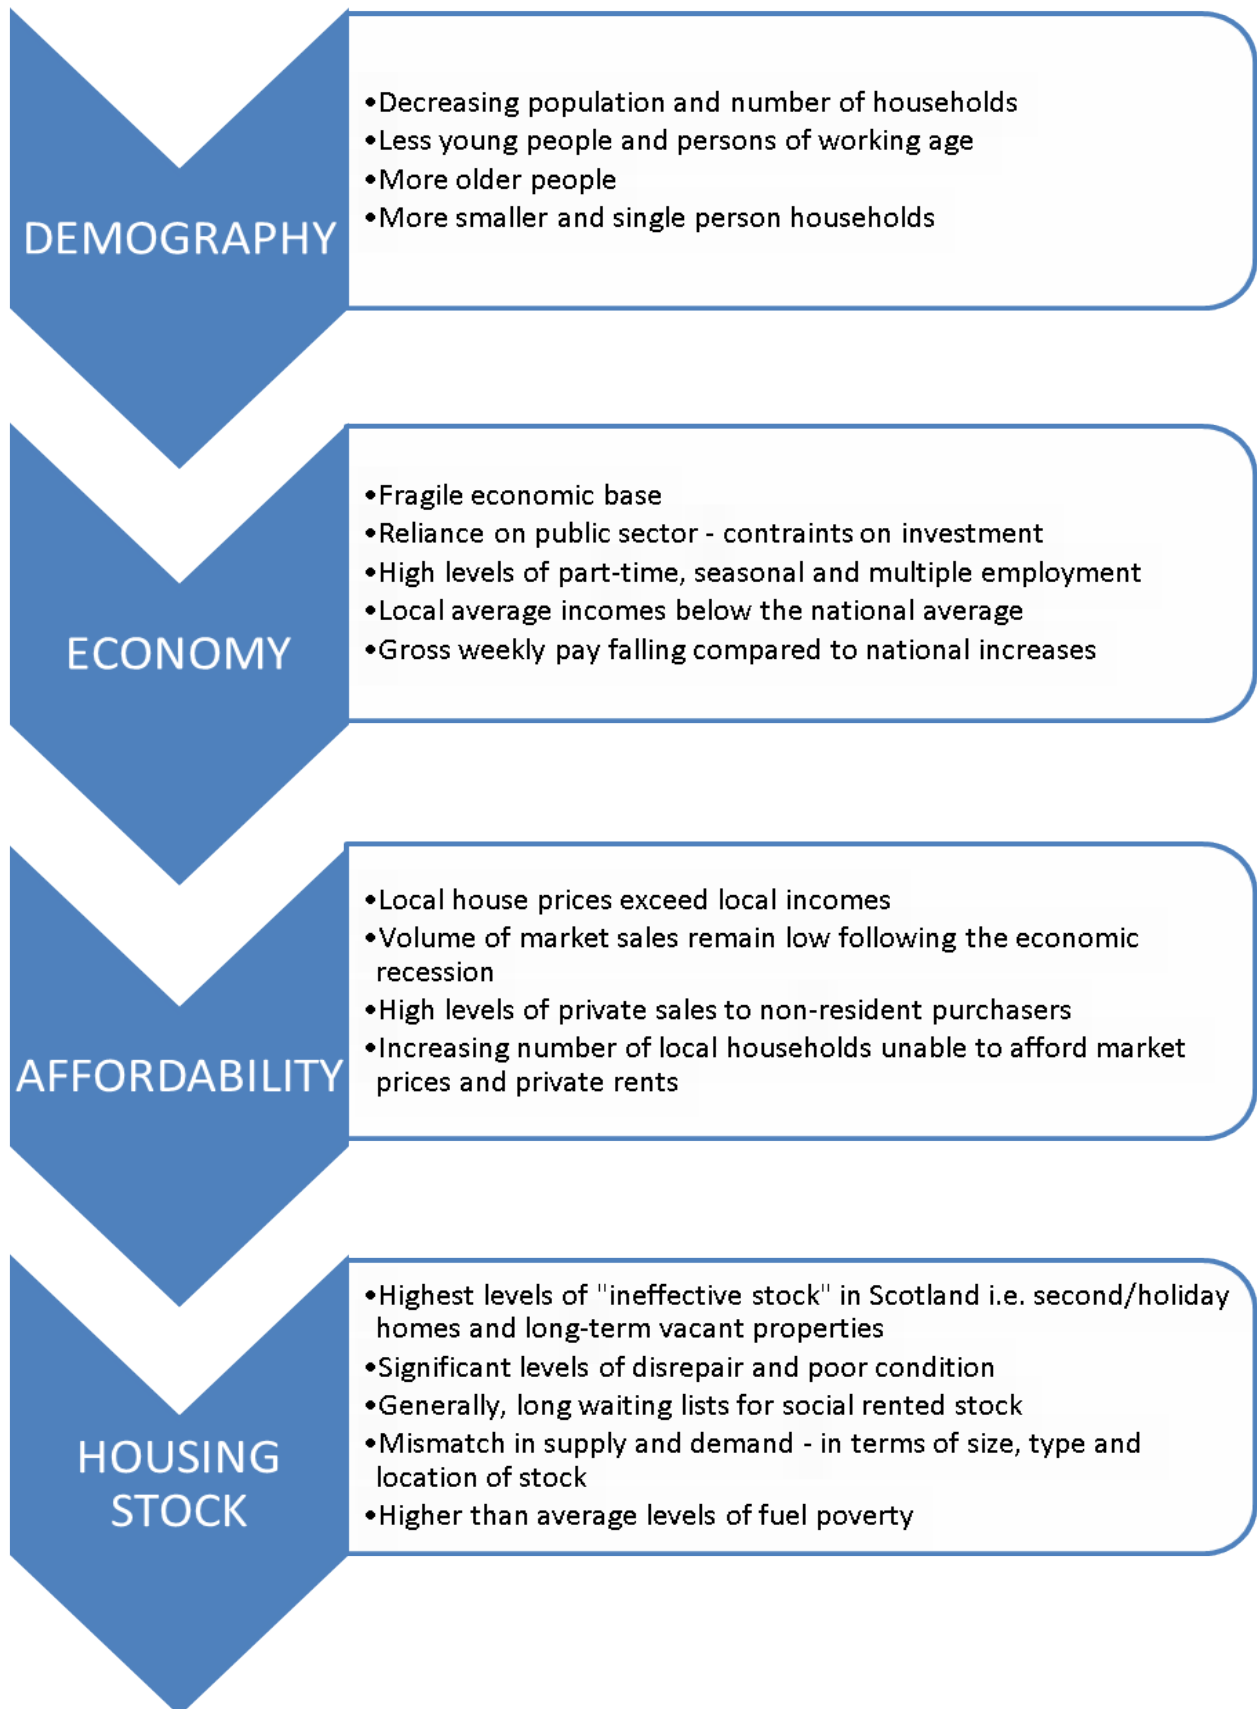 DEMOGRAPHY
•Decreasing population and number of households
•Less young people and persons of working age
•More older people
•More smaller and single person households
ECONOMY
•Fragile economic base
•Reliance on public sector - contraints on investment
•High levels of part-time, seasonal and multiple employment
•Local average incomes below the national average
•Gross weekly pay falling compared to national increases
AFFORDABILITY
•Local house prices exceed local incomes
•Volume of market sales remain low following the economic
recession
•High levels of private sales to non-resident purchasers
•Increasing number of local households unable to afford market
prices and private rents
HOUSING
STOCK
•Highest levels of "ineffective stock" in Scotland i.e. second/holiday
homes and long-term vacant properties
•Significant levels of disrepair and poor condition
•Generally, long waiting lists for social rented stock
•Mismatch in supply and demand - in terms of size, type and
location of stock
•Higher than average levels of fuel poverty